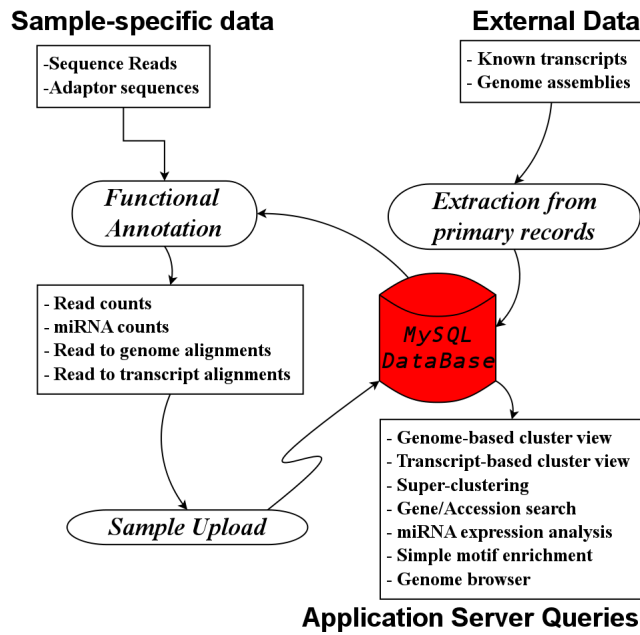 Sample-specific data
-Sequence Reads
-Adaptor sequences
Functional
Annotation
- Read counts
- miRNA counts
- Read to genome alignments
- Read to transcript alignments
Sample Upload
External Data
- Known transcripts
- Genome assemblies
Extraction from
primary records
MySQL
DataBase
- Genome-based cluster view
- Transcript-based cluster view
- Super-clustering
- Gene/Accession search
- miRNA expression analysis
- Simple motif enrichment
- Genome browser
Application Server Queries